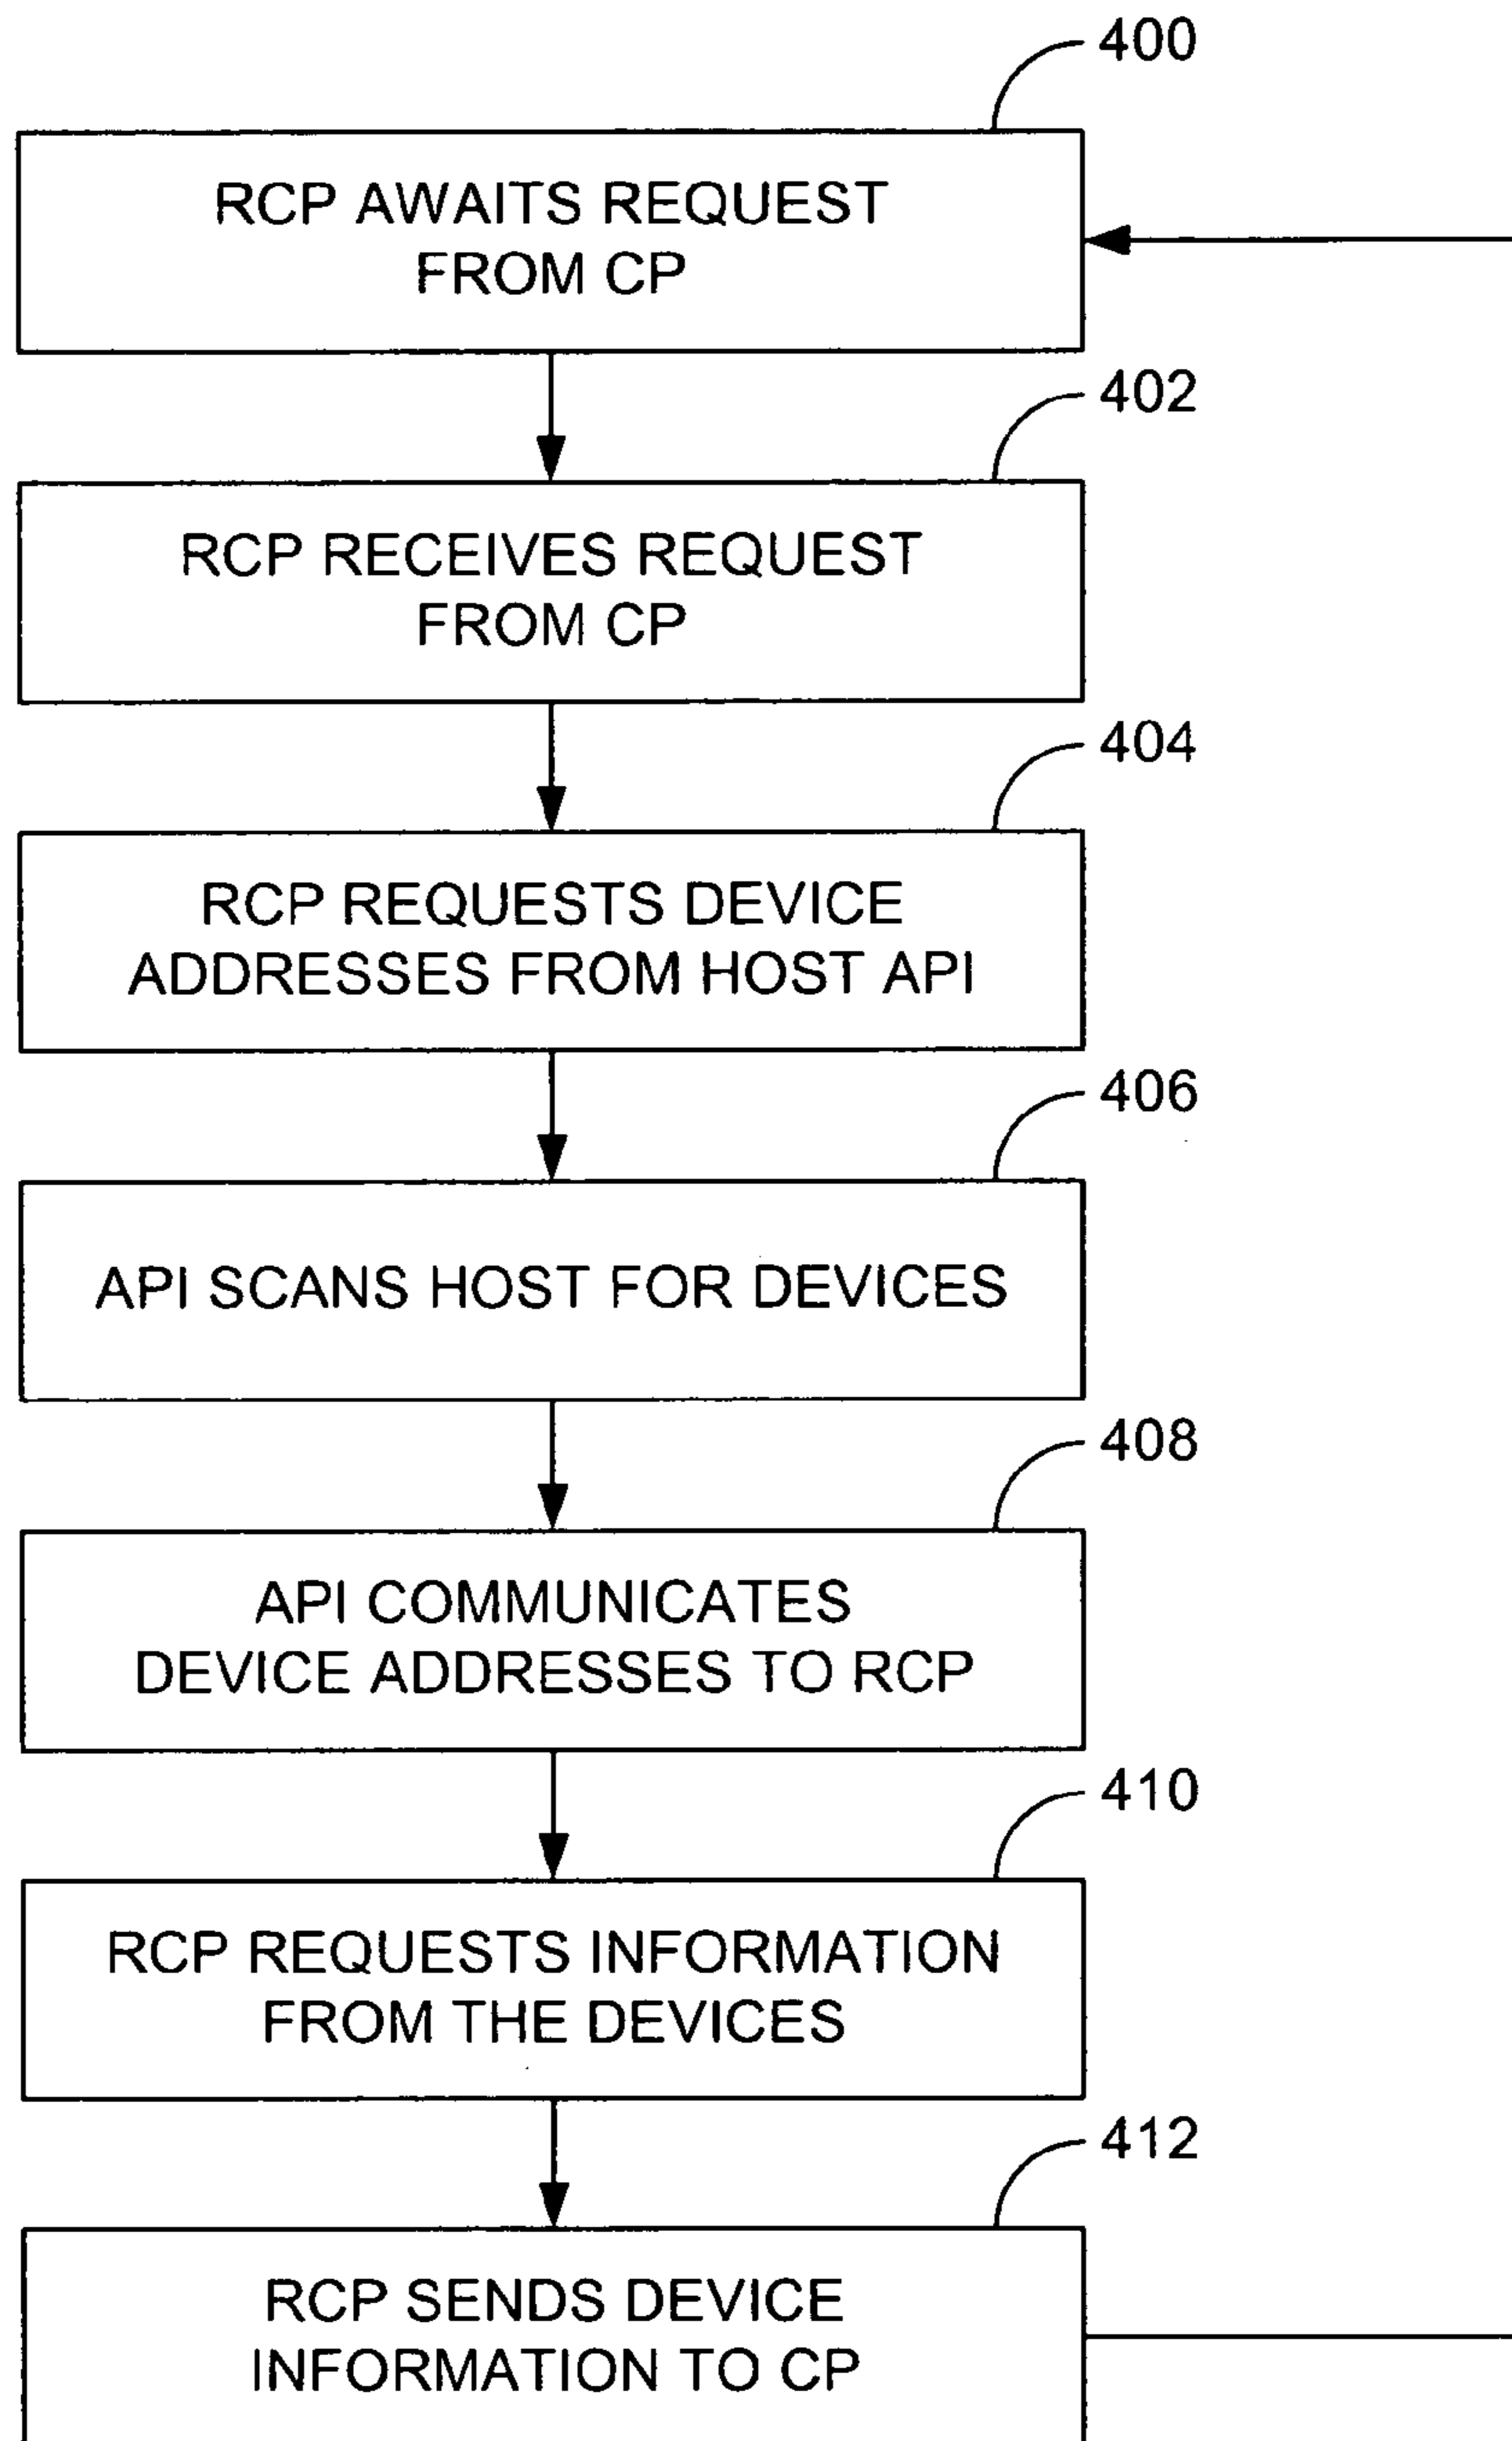 400
RCP AWAITS REQUEST
FROM CP
402
RCP RECEIVES REQUEST
FROM CP
404
RCP REQUESTS DEVICE
ADDRESSES FROM HOST API
406
API SCANS HOST FOR DEVICES
408
API COMMUNICATES
DEVICE ADDRESSES TO RCP
410
RCP REQUESTS INFORMATION
FROM THE DEVICES
412
RCP SENDS DEVICE
INFORMATION TO CP